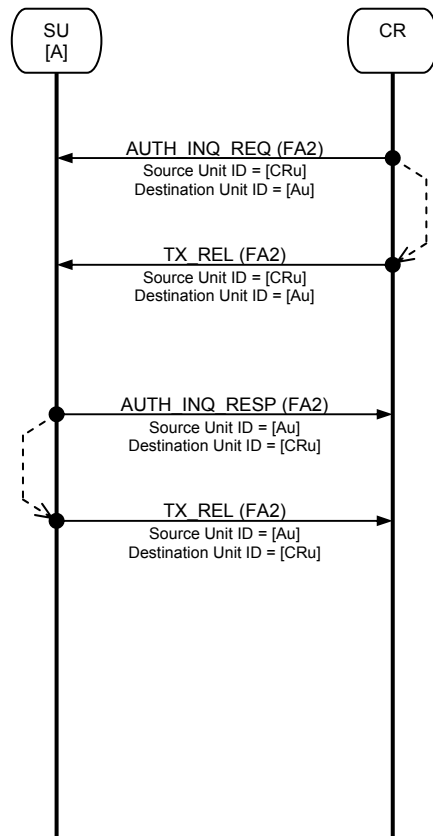 SU
[A]
CR
AUTH_INQ_REQ (FA2)
Source Unit ID = [CRu]
Destination Unit ID = [Au]
TX_REL (FA2)
Source Unit ID = [CRu]
Destination Unit ID = [Au]
AUTH_INQ_RESP (FA2)
Source Unit ID = [Au]
Destination Unit ID = [CRu]
TX_REL (FA2)
Source Unit ID = [Au]
Destination Unit ID = [CRu]